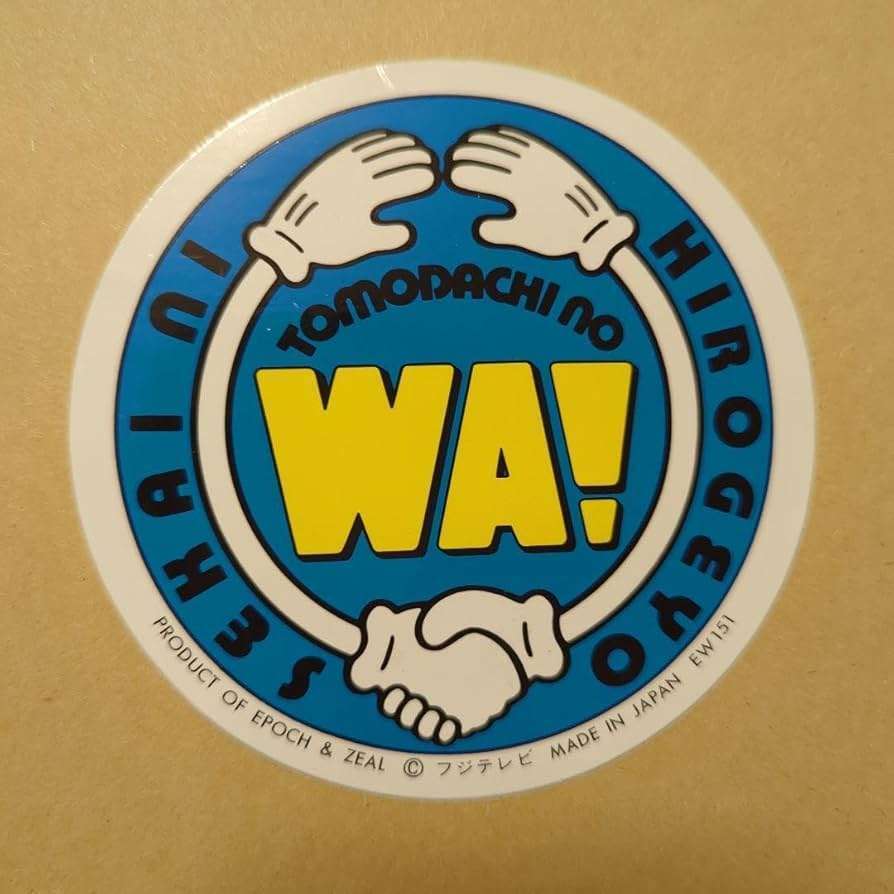 TOMODACHI NO
WA!
SEKAI NI
HIROGEYO
PRODUCT OF EPOCH & ZEAL © フジテレビ MADE IN JAPAN EW151